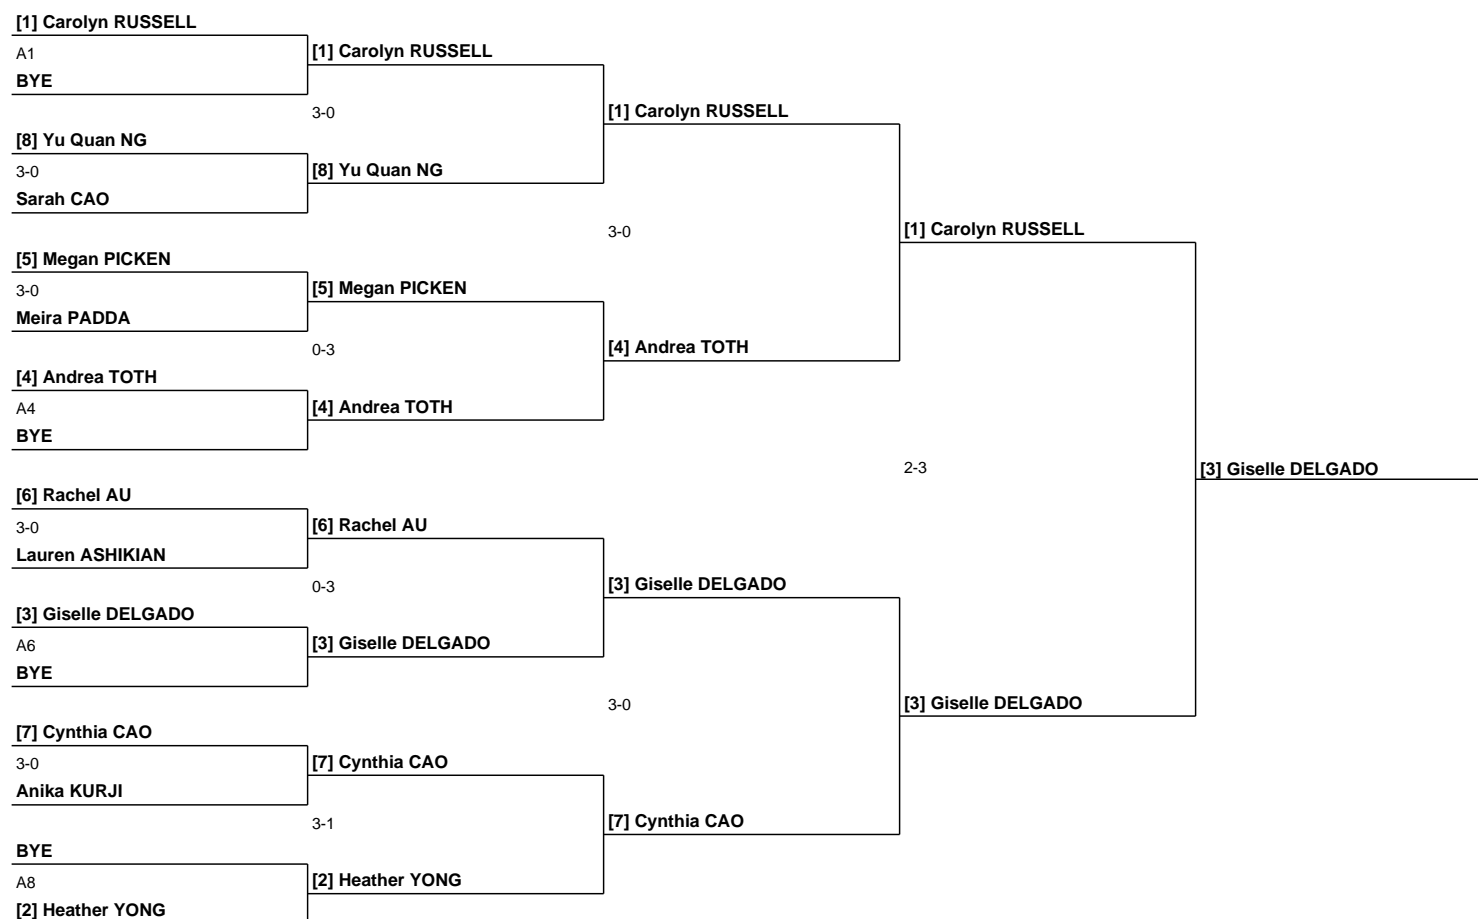 [1] Carolyn RUSSELL
A1
BYE
[8] Yu Quan NG
3-0
Sarah CAO
[5] Megan PICKEN
3-0
Meira PADDA
[4] Andrea TOTH
A4
BYE
[6] Rachel AU
3-0
Lauren ASHIKIAN
[3] Giselle DELGADO
A6
BYE
[7] Cynthia CAO
3-0
Anika KURJI
BYE
A8
[2] Heather YONG
[1] Carolyn RUSSELL
3-0
[8] Yu Quan NG
[5] Megan PICKEN
0-3
[4] Andrea TOTH
[6] Rachel AU
0-3
[3] Giselle DELGADO
[7] Cynthia CAO
3-1
[2] Heather YONG
[1] Carolyn RUSSELL
3-0
[4] Andrea TOTH
[3] Giselle DELGADO
3-0
[7] Cynthia CAO
[1] Carolyn RUSSELL
2-3
[3] Giselle DELGADO
[3] Giselle DELGADO